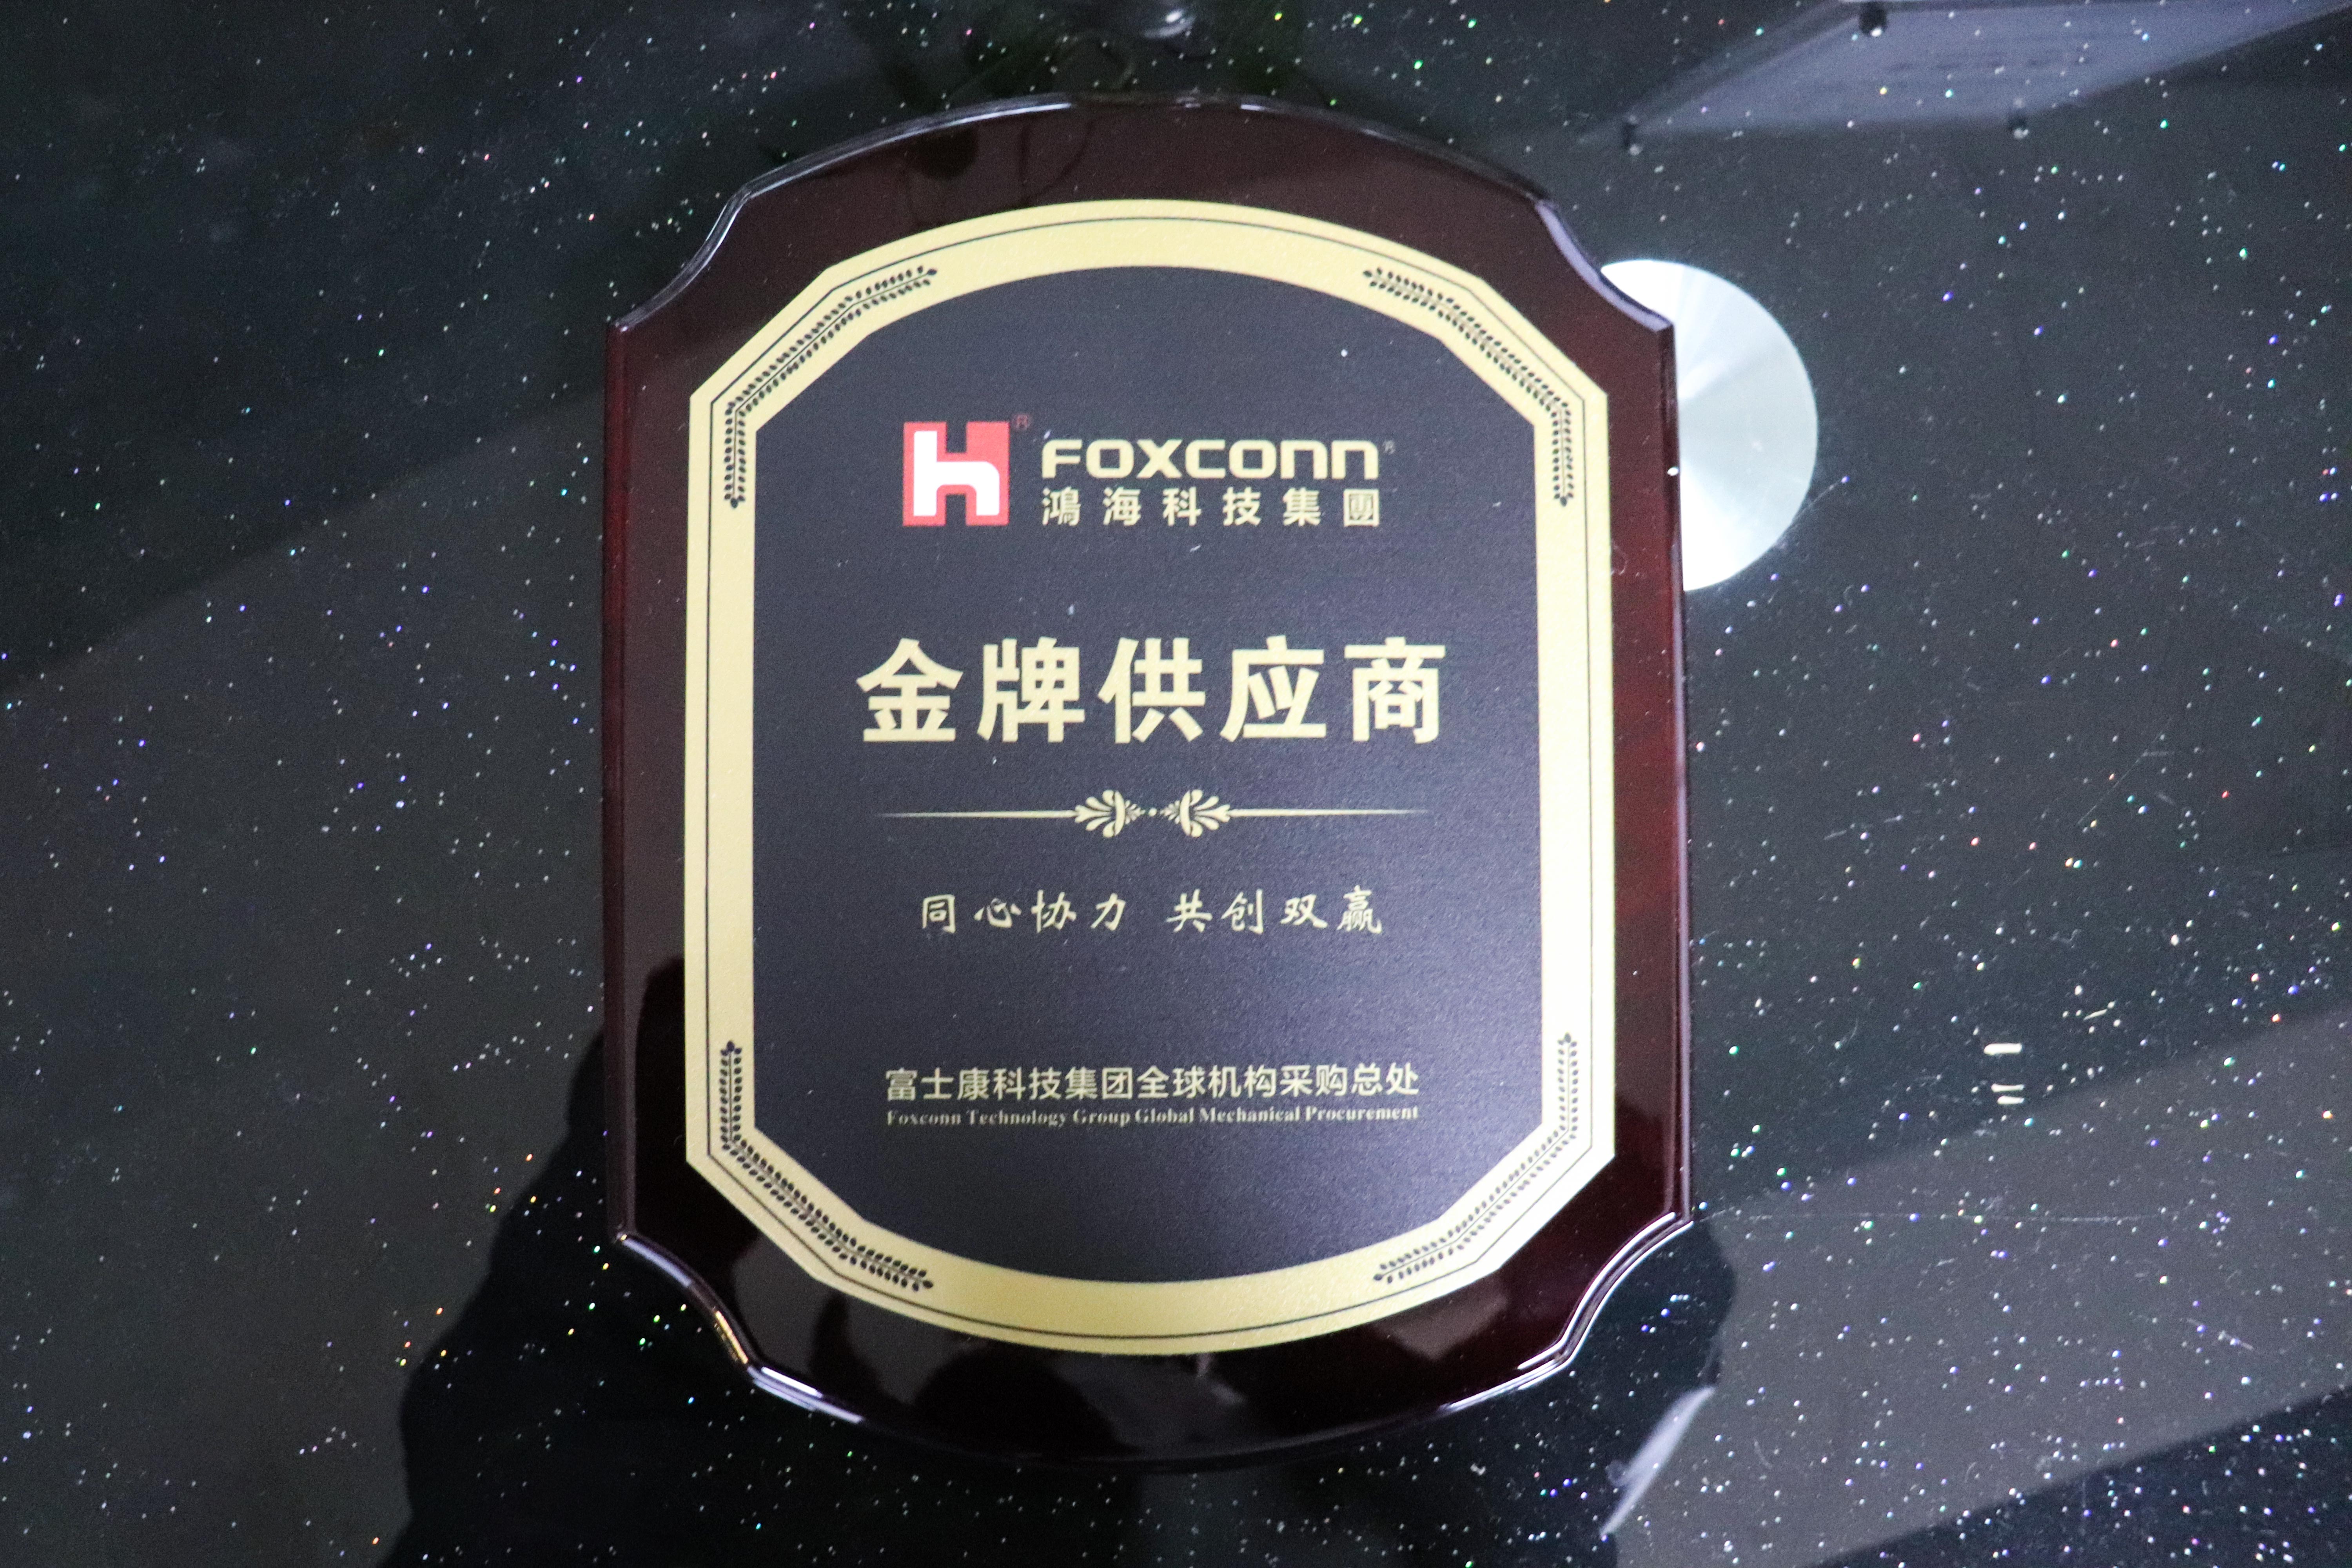 FOXCONN
鴻海科技集團
金牌供应商
同心协力 共创双赢
富士康科技集团全球机构采购总处
Foxconn Technology Group Global Mechanical Procurement